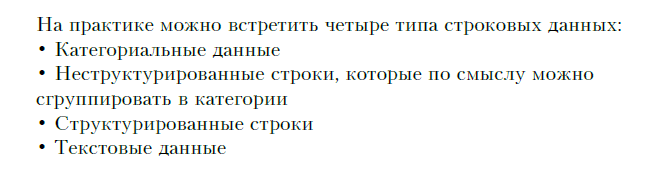 На практике можно встретить четыре типа строковых данных:
• Категориальные данные
• Неструктурированные строки, которые по смыслу можно
сгруппировать в категории
• Структурированные строки
• Текстовые данные